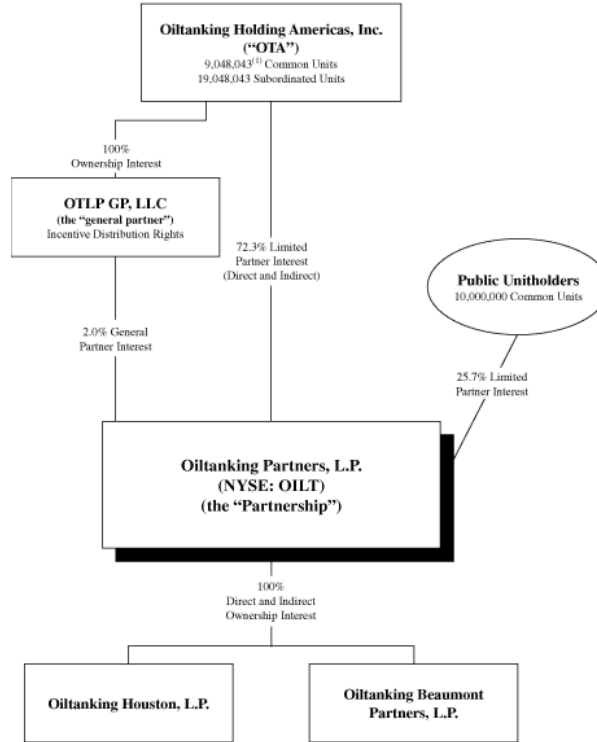 Oiltanking Holding Americas, Inc.
(“OTA”)
9,048,043(1) Common Units
19,048,043 Subordinated Units
100%
Ownership Interest
OTLP GP, LLC
(the “general partner”)
Incentive Distribution Rights
72.3% Limited
Partner Interest
(Direct and Indirect)
Public Unitholders
10,000,000 Common Units
2.0% General
Partner Interest
25.7% Limited
Partner Interest
Oiltanking Partners, L.P.
(NYSE: OILT)
(the “Partnership”)
100%
Direct and Indirect
Ownership Interest
Oiltanking Houston, L.P.
Oiltanking Beaumont
Partners, L.P.